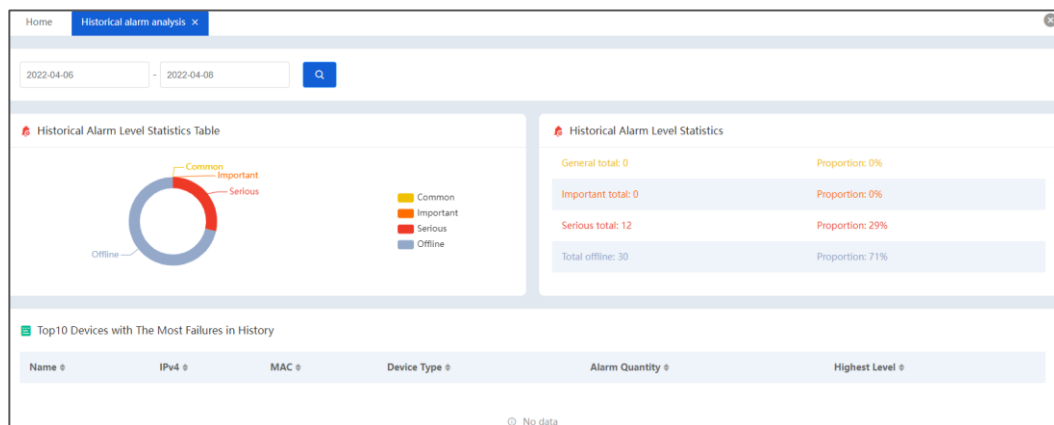 Home Historical alarm analysis ×
2022-04-06 - 2022-04-08
Historical Alarm Level Statistics Table
Common
Important
Serious
Offline
Common
Important
Serious
Offline
Historical Alarm Level Statistics
General total: 0 Proportion: 0%
Important total: 0 Proportion: 0%
Serious total: 12 Proportion: 29%
Total offline: 30 Proportion: 71%
Top10 Devices with The Most Failures in History
Name IPv4 MAC Device Type Alarm Quantity Highest Level
No data